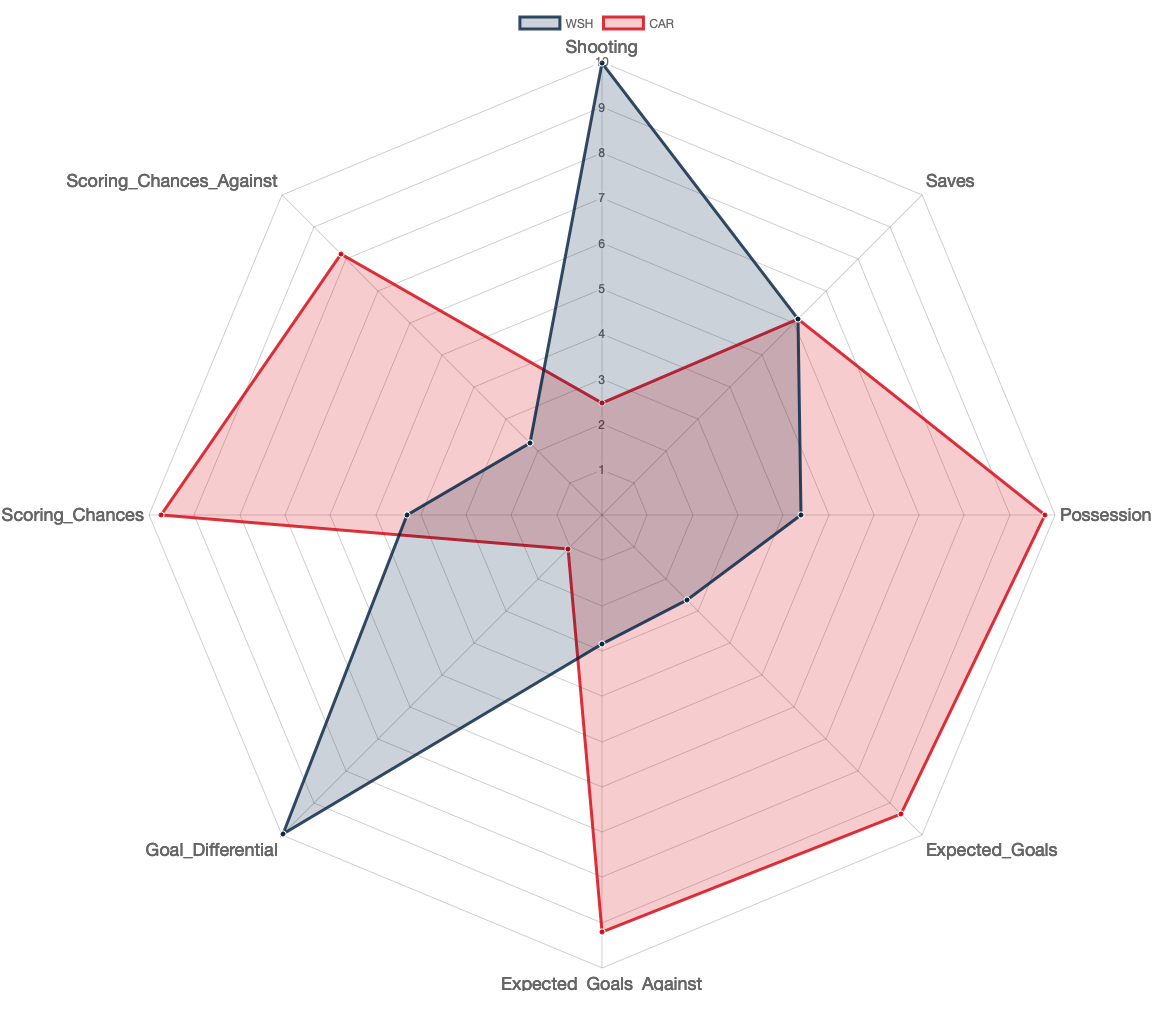 WSH CAR
Shooting
10
9
8
7
6
5
4
3
2
1
Scoring_Chances_Against
Saves
Scoring_Chances
Possession
Goal_Differential
Expected_Goals
Expected_Goals_Against